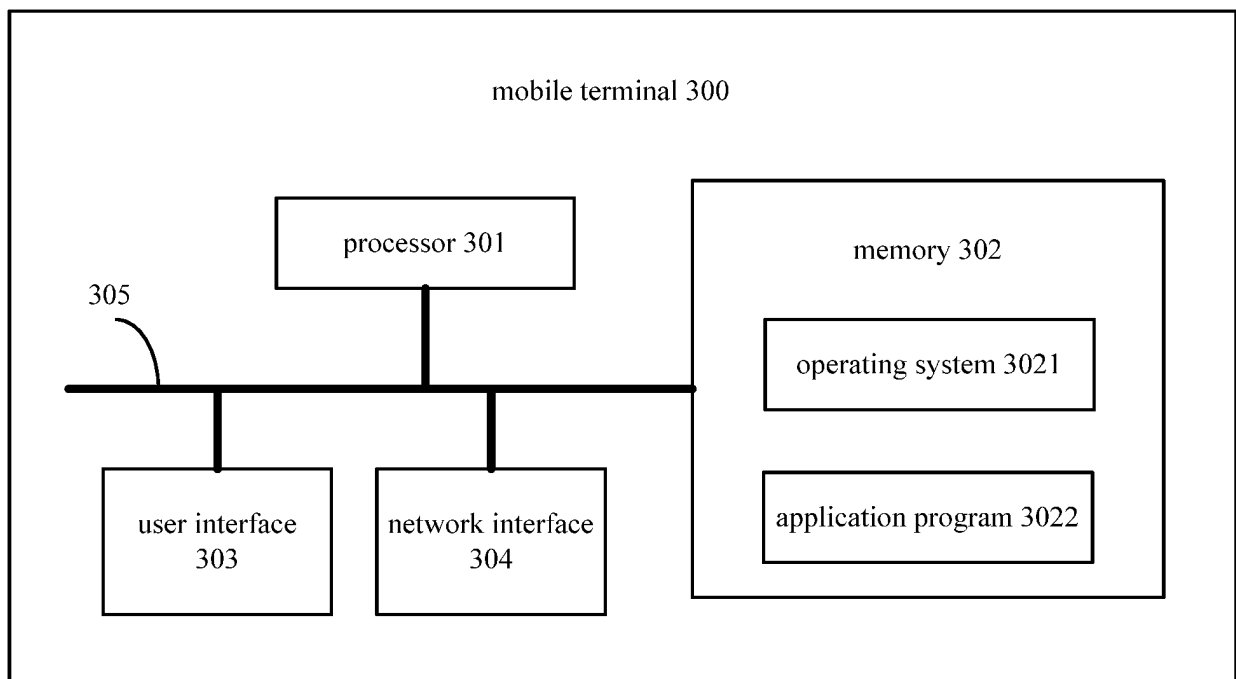 mobile terminal 300
processor 301
memory 302
305
operating system 3021
user interface
303
network interface
304
application program 3022